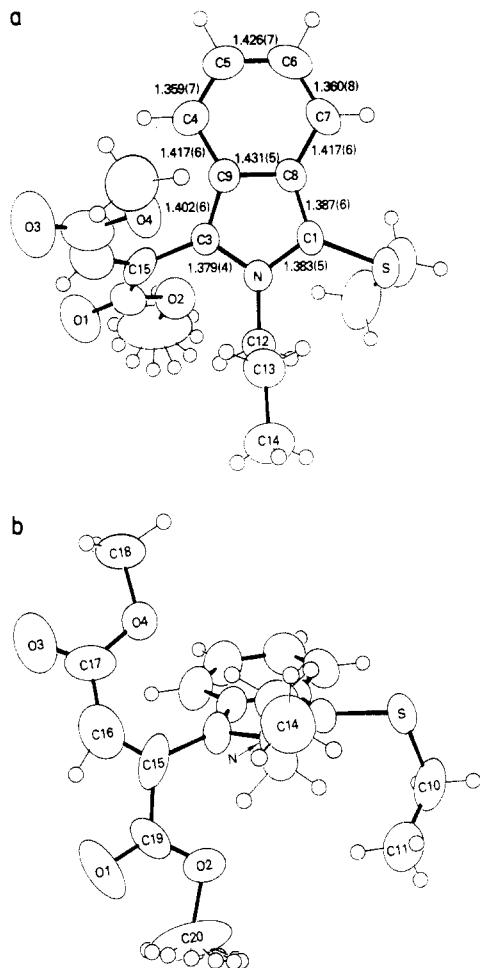 a
1.426(7)
C5
C6
1.359(7)
1.360(8)
C4
C7
1.417(6)
1.431(5)
1.417(6)
C9
C8
1.402(6)
1.387(6)
O3
O4
C3
C1
C15
1.379(4)
N
1.383(5)
S
O1
O2
C12
C13
C14
b
C18
O3
O4
C17
C16
C14
S
C15
N
C10
C19
C11
O1
O2
C20